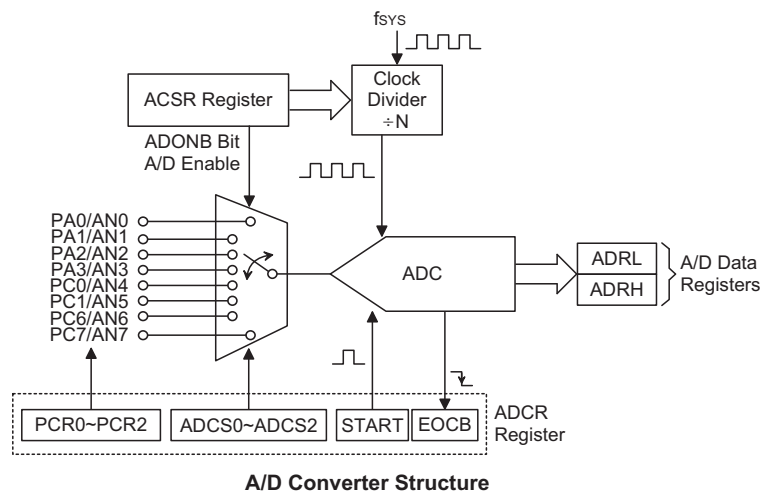 fSYS
Clock
Divider
÷N
ACSR Register
ADONB Bit
A/D Enable
PA0/AN0
PA1/AN1
PA2/AN2
PA3/AN3
PC0/AN4
PC1/AN5
PC6/AN6
PC7/AN7
ADC
ADRL
ADRH
A/D Data
Registers
PCR0~PCR2
ADCS0~ADCS2
START
EOCB
ADCR
Register
A/D Converter Structure